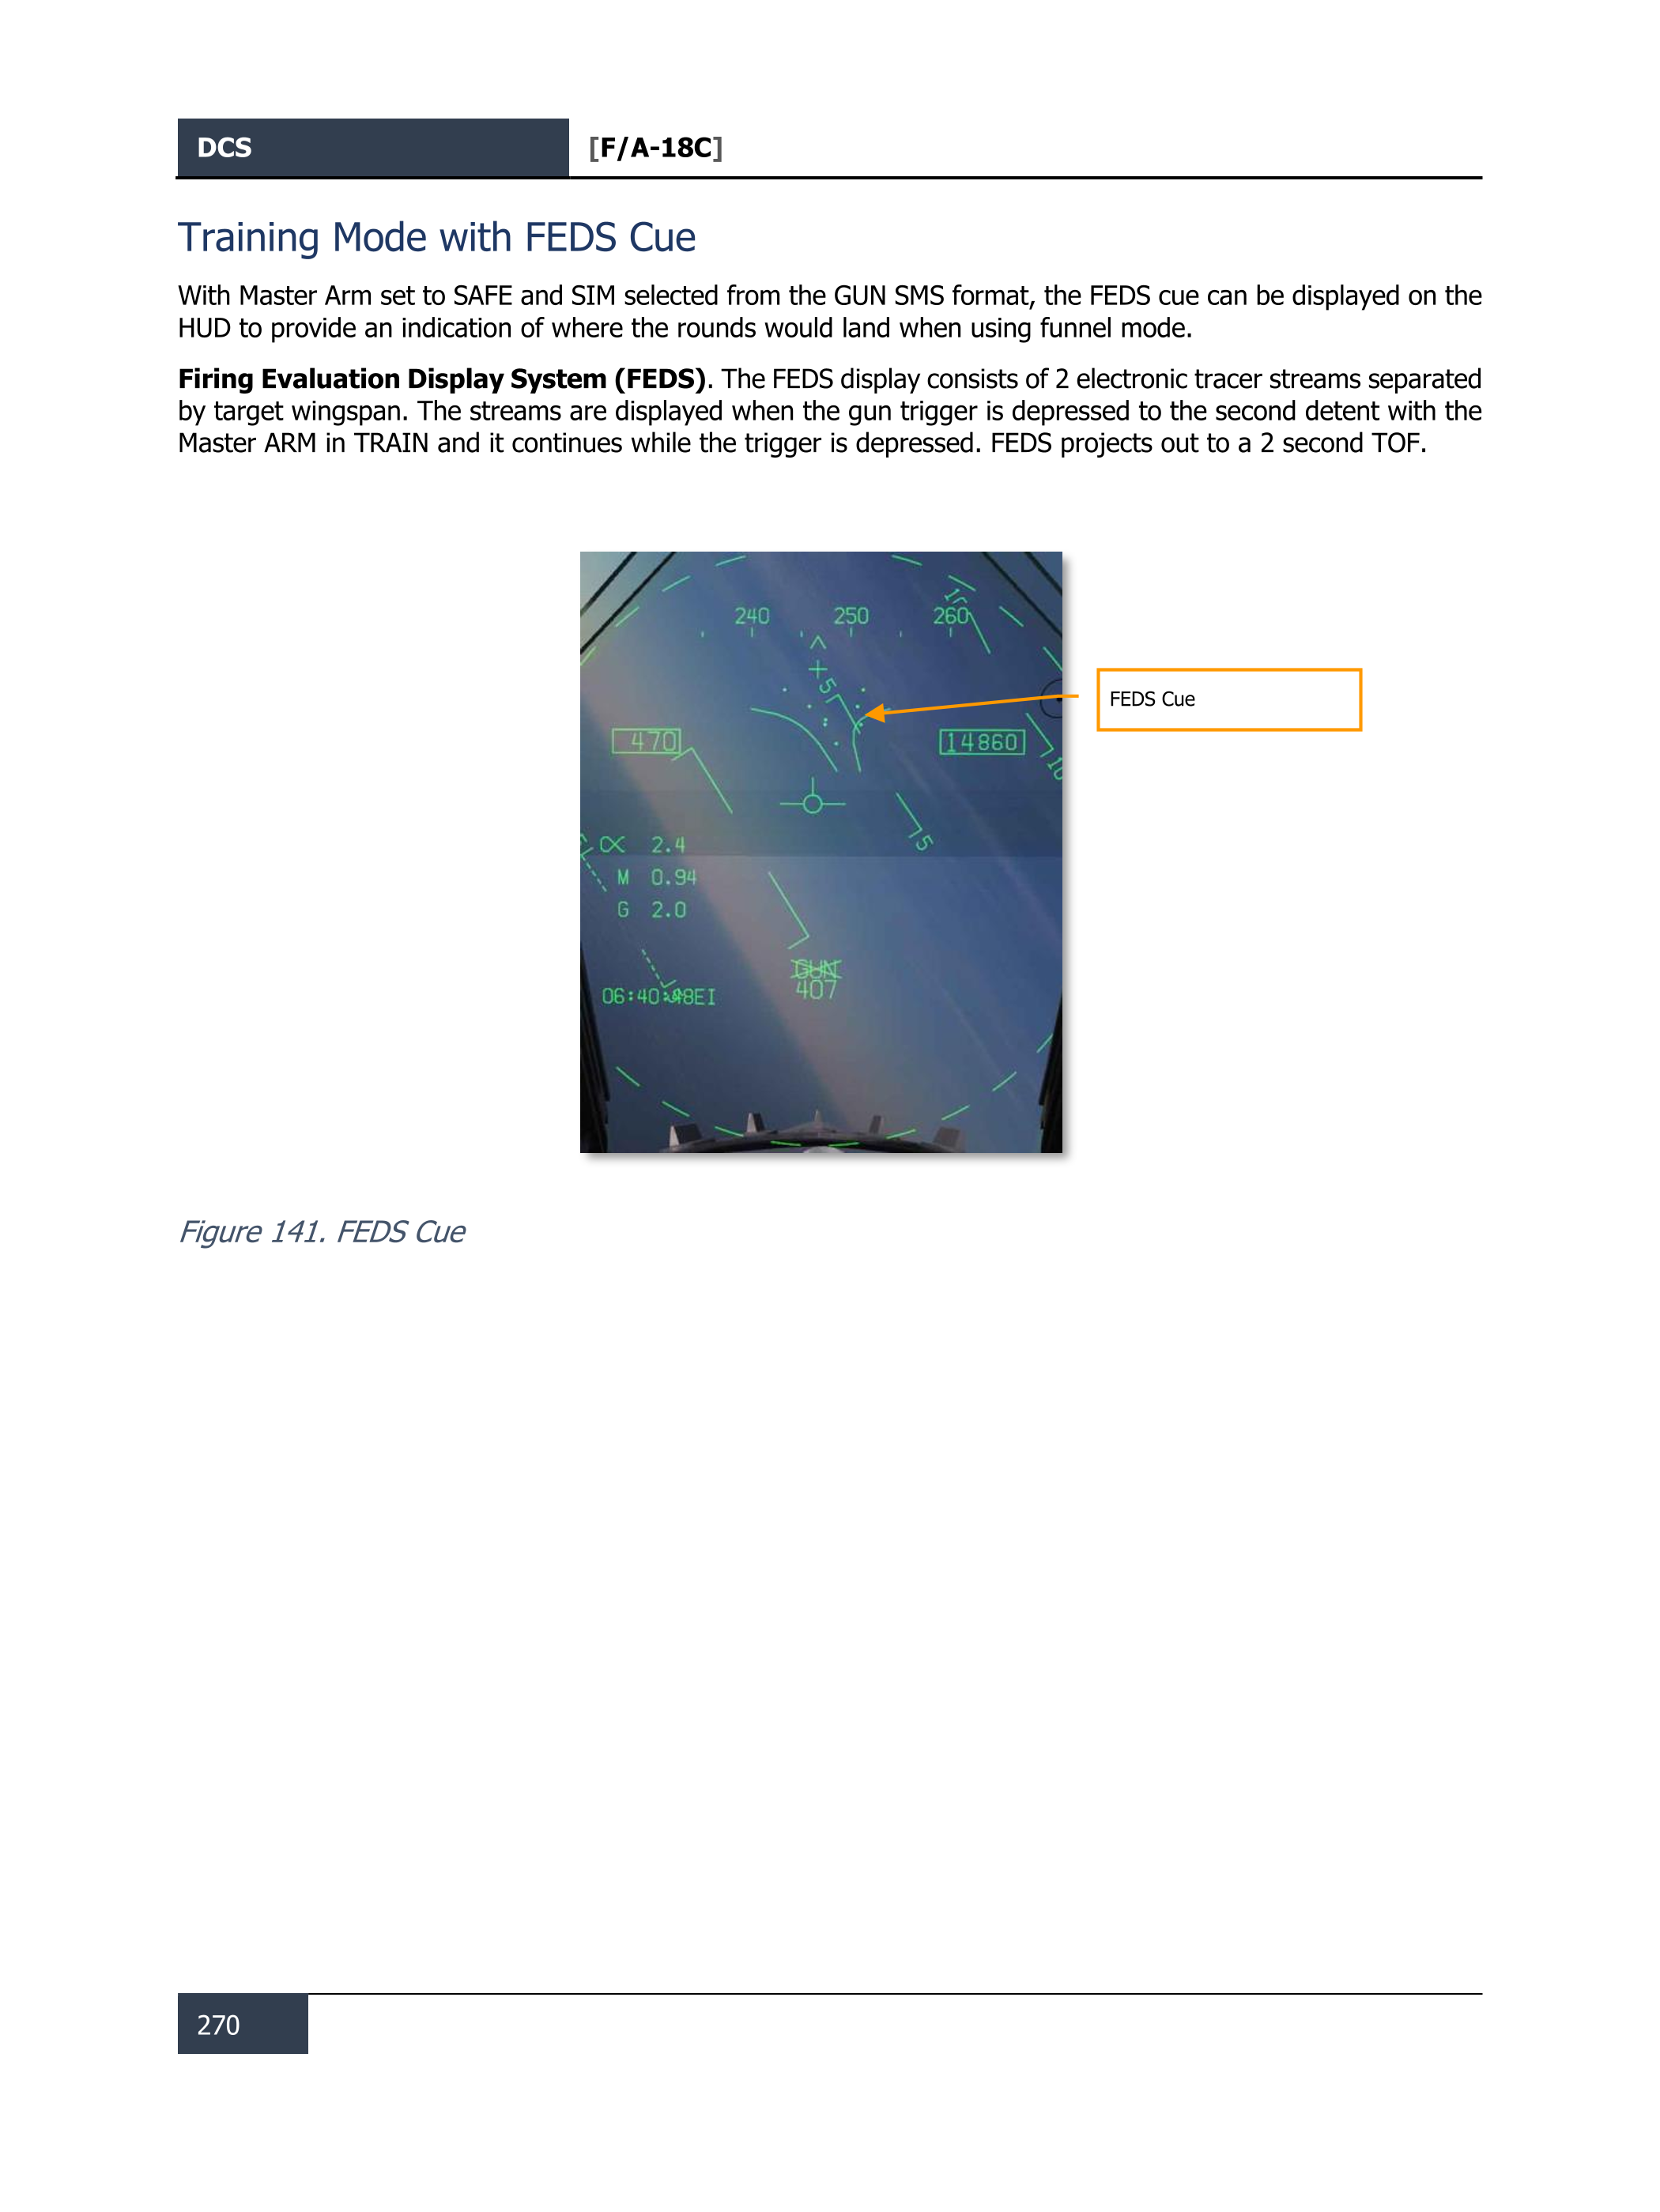 DCS [F/A-18C]
Training Mode with FEDS Cue
With Master Arm set to SAFE and SIM selected from the GUN SMS format, the FEDS cue can be displayed on the
HUD to provide an indication of where the rounds would land when using funnel mode.
Firing Evaluation Display System (FEDS). The FEDS display consists of 2 electronic tracer streams separated
by target wingspan. The streams are displayed when the gun trigger is depressed to the second detent with the
Master ARM in TRAIN and it continues while the trigger is depressed. FEDS projects out to a 2 second TOF.
240 250 260
5
FEDS Cue
470 14860
10
5
α 2.4
M 0.94
G 2.0
GUN
407
Figure 141. FEDS Cue
270